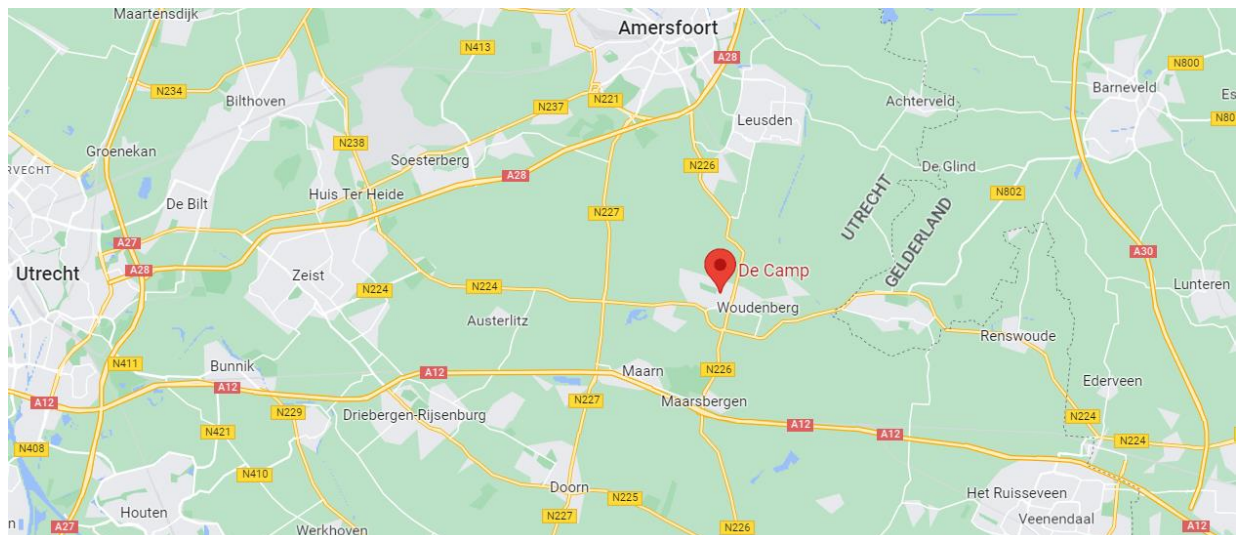 Maartensdijk
Amersfoort
N413
A28
N800
Barneveld
N234
Bilthoven
N237
N221
Achterveld
Es
N80
Leusden
N238
Groenekan
Soesterberg
N226
De Glind
RVECHT
A28
N802
Huis Ter Heide
De Bilt
UTRECHT
GELDERLAND
N227
A27
A30
Utrecht
A28
Zeist
De Camp
Lunteren
N224
N224
Woudenberg
Austerlitz
Renswoude
N411
Bunnik
A12
A12
Maarn
N226
Ederveen
A12
N229
Driebergen-Rijsenburg
N227
Maarsbergen
N224
N421
A12
A12
N224
N408
N410
Doorn
N225
Het Ruisseveen
n
Houten
N227
Veenendaal
A27
Werkhoven
N226
A12